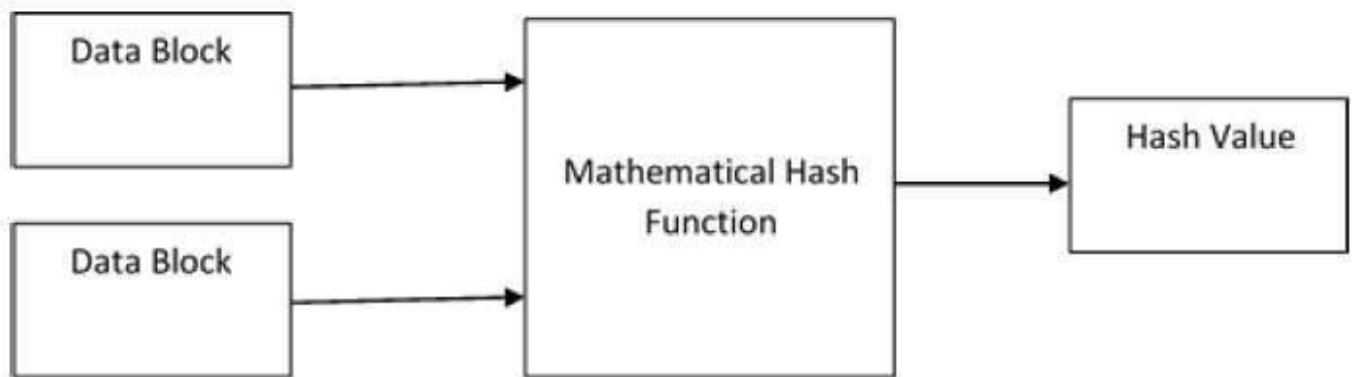 Data Block
Data Block
Mathematical Hash
Function
Hash Value